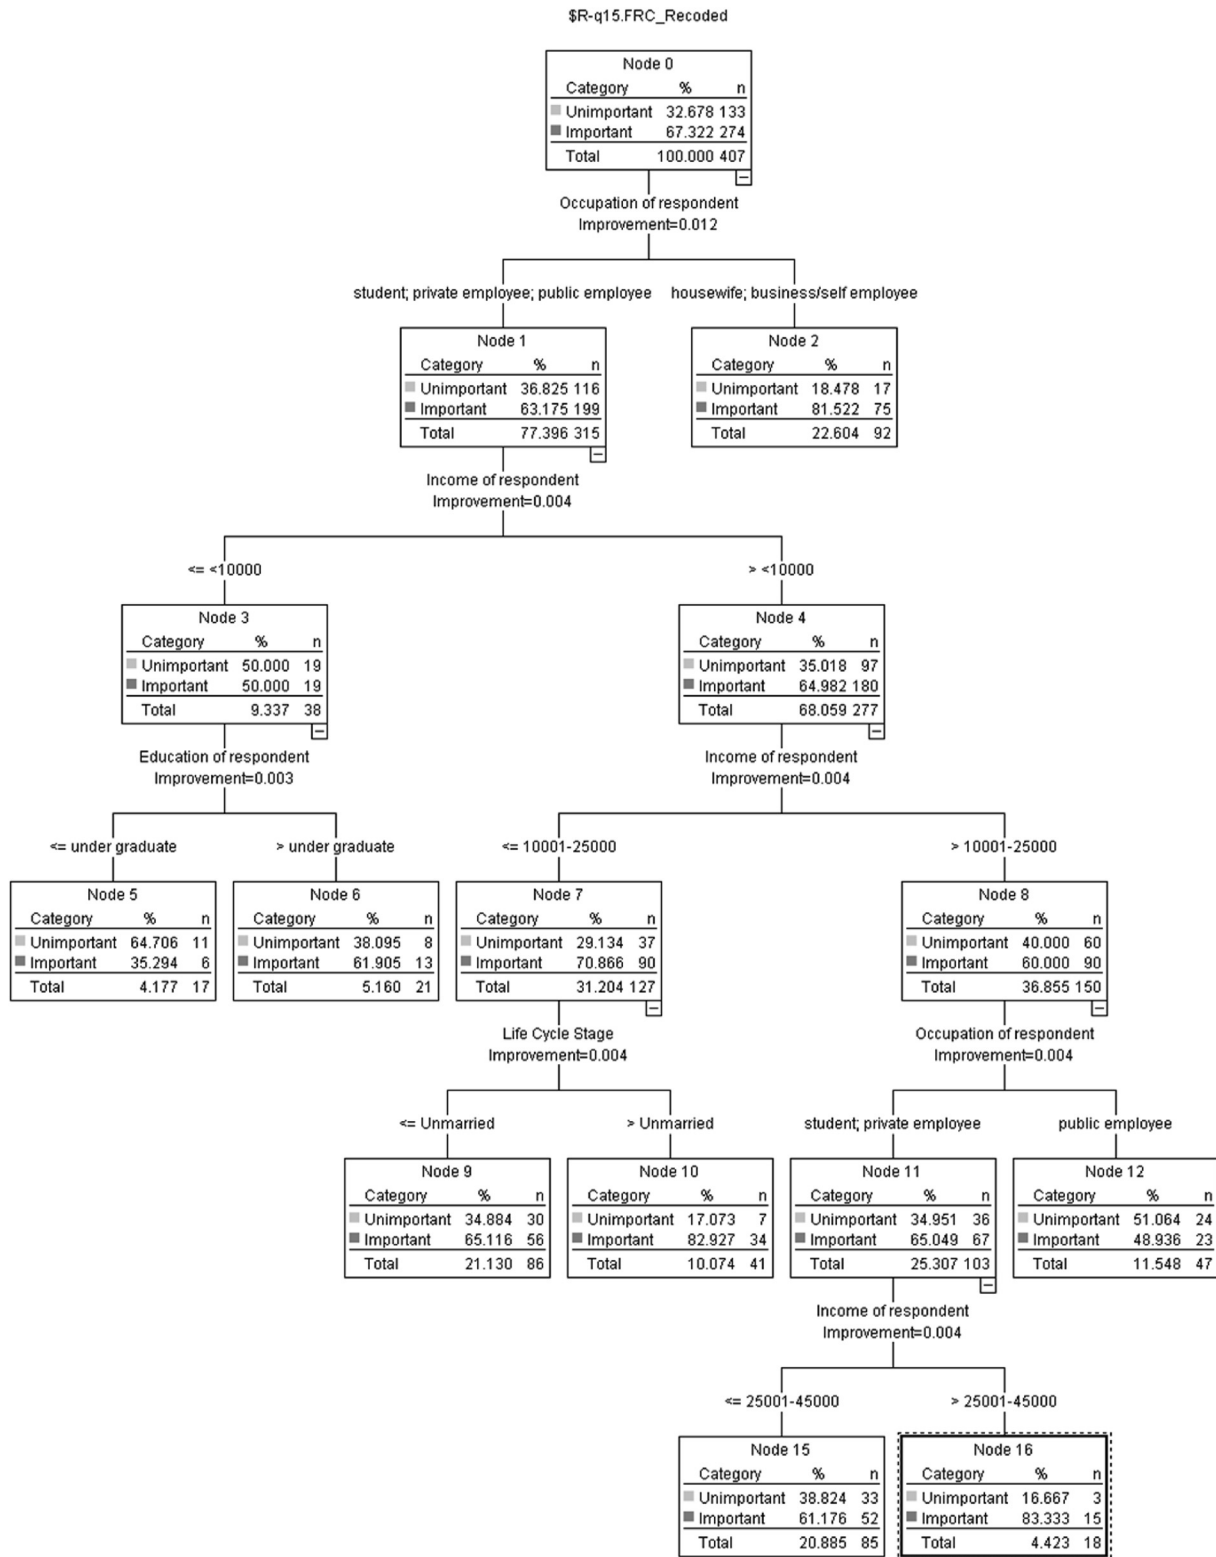 $R-q15.FRC_Recoded
Node 0
Category % n
Unimportant 32.678 133
Important 67.322 274
Total 100.000 407
Occupation of respondent
Improvement=0.012
student; private employee; public employee
housewife; business/self employee
Node 1
Category % n
Unimportant 36.825 116
Important 63.175 199
Total 77.396 315
Node 2
Category % n
Unimportant 18.478 17
Important 81.522 75
Total 22.604 92
Income of respondent
Improvement=0.004
<= <10000
> <10000
Node 3
Category % n
Unimportant 50.000 19
Important 50.000 19
Total 9.337 38
Node 4
Category % n
Unimportant 35.018 97
Important 64.982 180
Total 68.059 277
Education of respondent
Improvement=0.003
Income of respondent
Improvement=0.004
<= under graduate
> under graduate
<= 10001-25000
> 10001-25000
Node 5
Category % n
Unimportant 64.706 11
Important 35.294 6
Total 4.177 17
Node 6
Category % n
Unimportant 38.095 8
Important 61.905 13
Total 5.160 21
Node 7
Category % n
Unimportant 29.134 37
Important 70.866 90
Total 31.204 127
Node 8
Category % n
Unimportant 40.000 60
Important 60.000 90
Total 36.855 150
Life Cycle Stage
Improvement=0.004
Occupation of respondent
Improvement=0.004
<= Unmarried
> Unmarried
student; private employee
public employee
Node 9
Category % n
Unimportant 34.884 30
Important 65.116 56
Total 21.130 86
Node 10
Category % n
Unimportant 17.073 7
Important 82.927 34
Total 10.074 41
Node 11
Category % n
Unimportant 34.951 36
Important 65.049 67
Total 25.307 103
Node 12
Category % n
Unimportant 51.064 24
Important 48.936 23
Total 11.548 47
Income of respondent
Improvement=0.004
<= 25001-45000
> 25001-45000
Node 15
Category % n
Unimportant 38.824 33
Important 61.176 52
Total 20.885 85
Node 16
Category % n
Unimportant 16.667 3
Important 83.333 15
Total 4.423 18